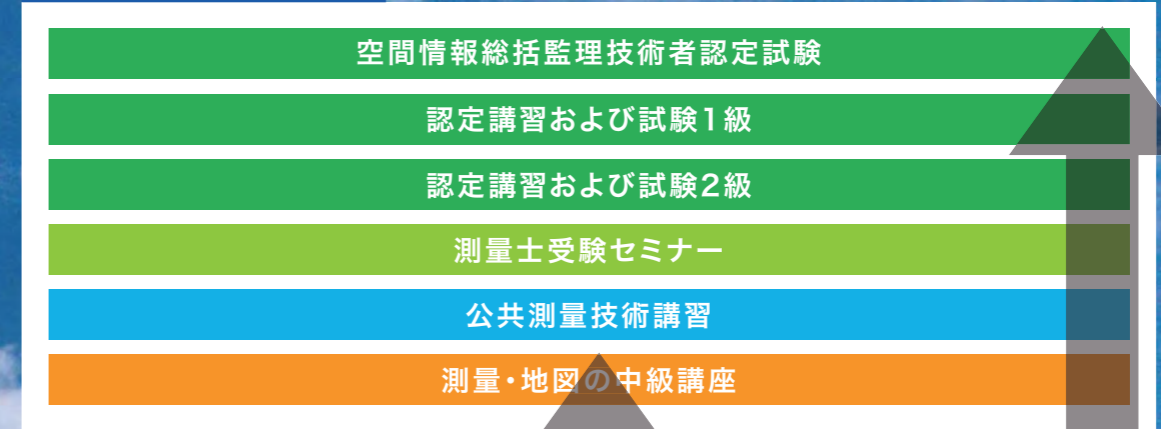 空間情報総括監理技術者認定試験
認定講習および試験1級
認定講習および試験2級
測量士受験セミナー
公共測量技術講習
測量・地図の中級講座